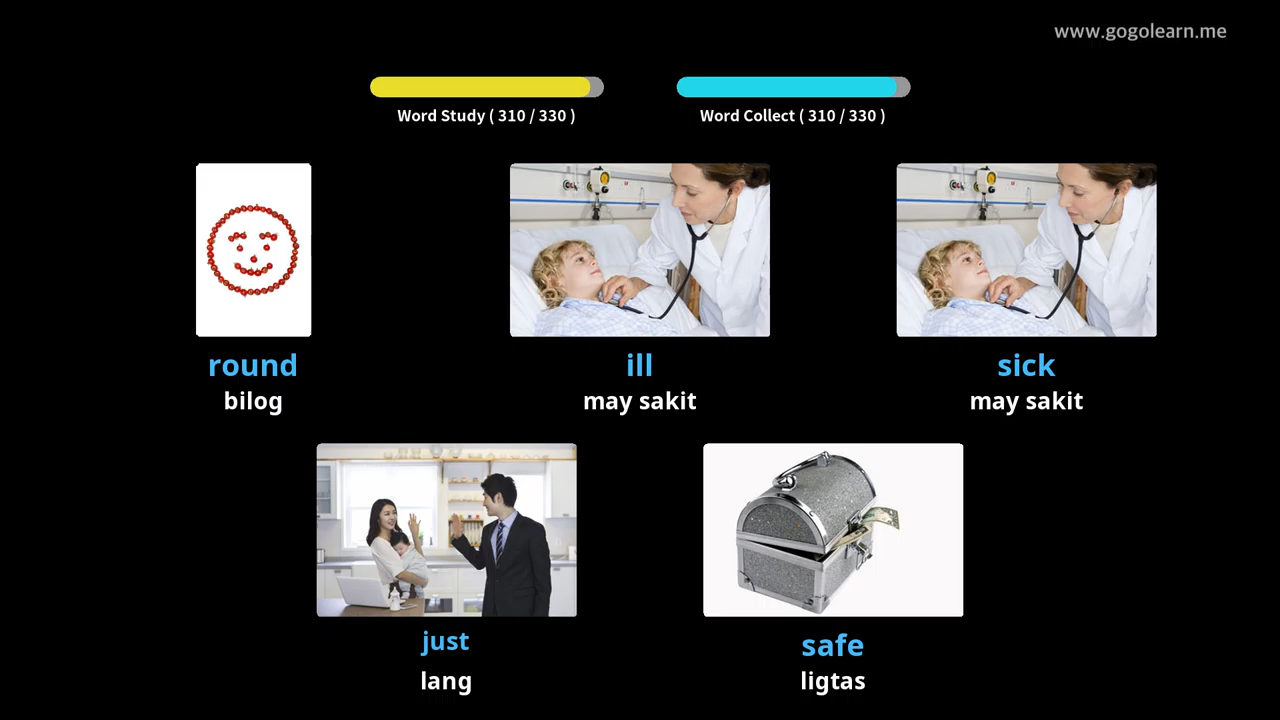 www.gogolearn.me
Word Study ( 310 / 330 )
Word Collect ( 310 / 330 )
round
bilog
ill
may sakit
sick
may sakit
just
lang
safe
ligtas